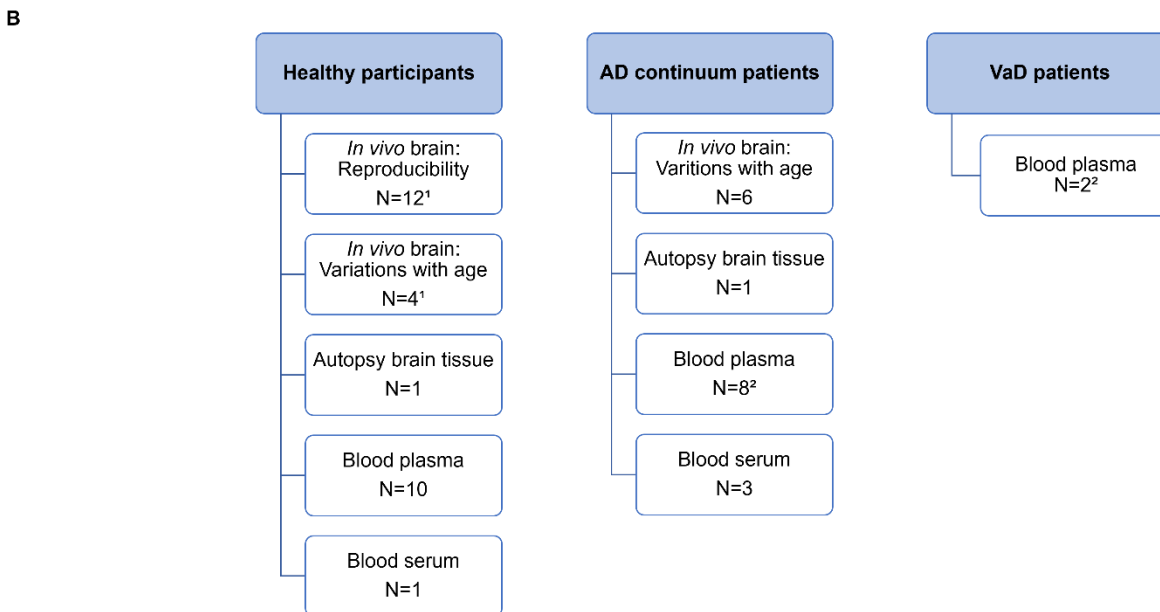 B
Healthy participants
In vivo brain:
Reproducibility
N=12¹
In vivo brain:
Variations with age
N=4¹
Autopsy brain tissue
N=1
Blood plasma
N=10
Blood serum
N=1
AD continuum patients
In vivo brain:
Varitions with age
N=6
Autopsy brain tissue
N=1
Blood plasma
N=8²
Blood serum
N=3
VaD patients
Blood plasma
N=2²